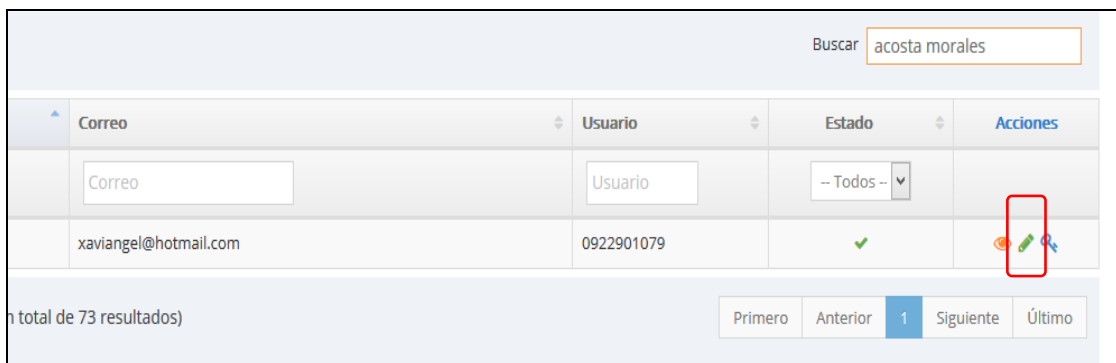 Buscar acosta morales
Correo Usuario Estado Acciones
Correo Usuario -- Todos --
xaviangel@hotmail.com 0922901079
total de 73 resultados) Primero Anterior 1 Siguiente Último